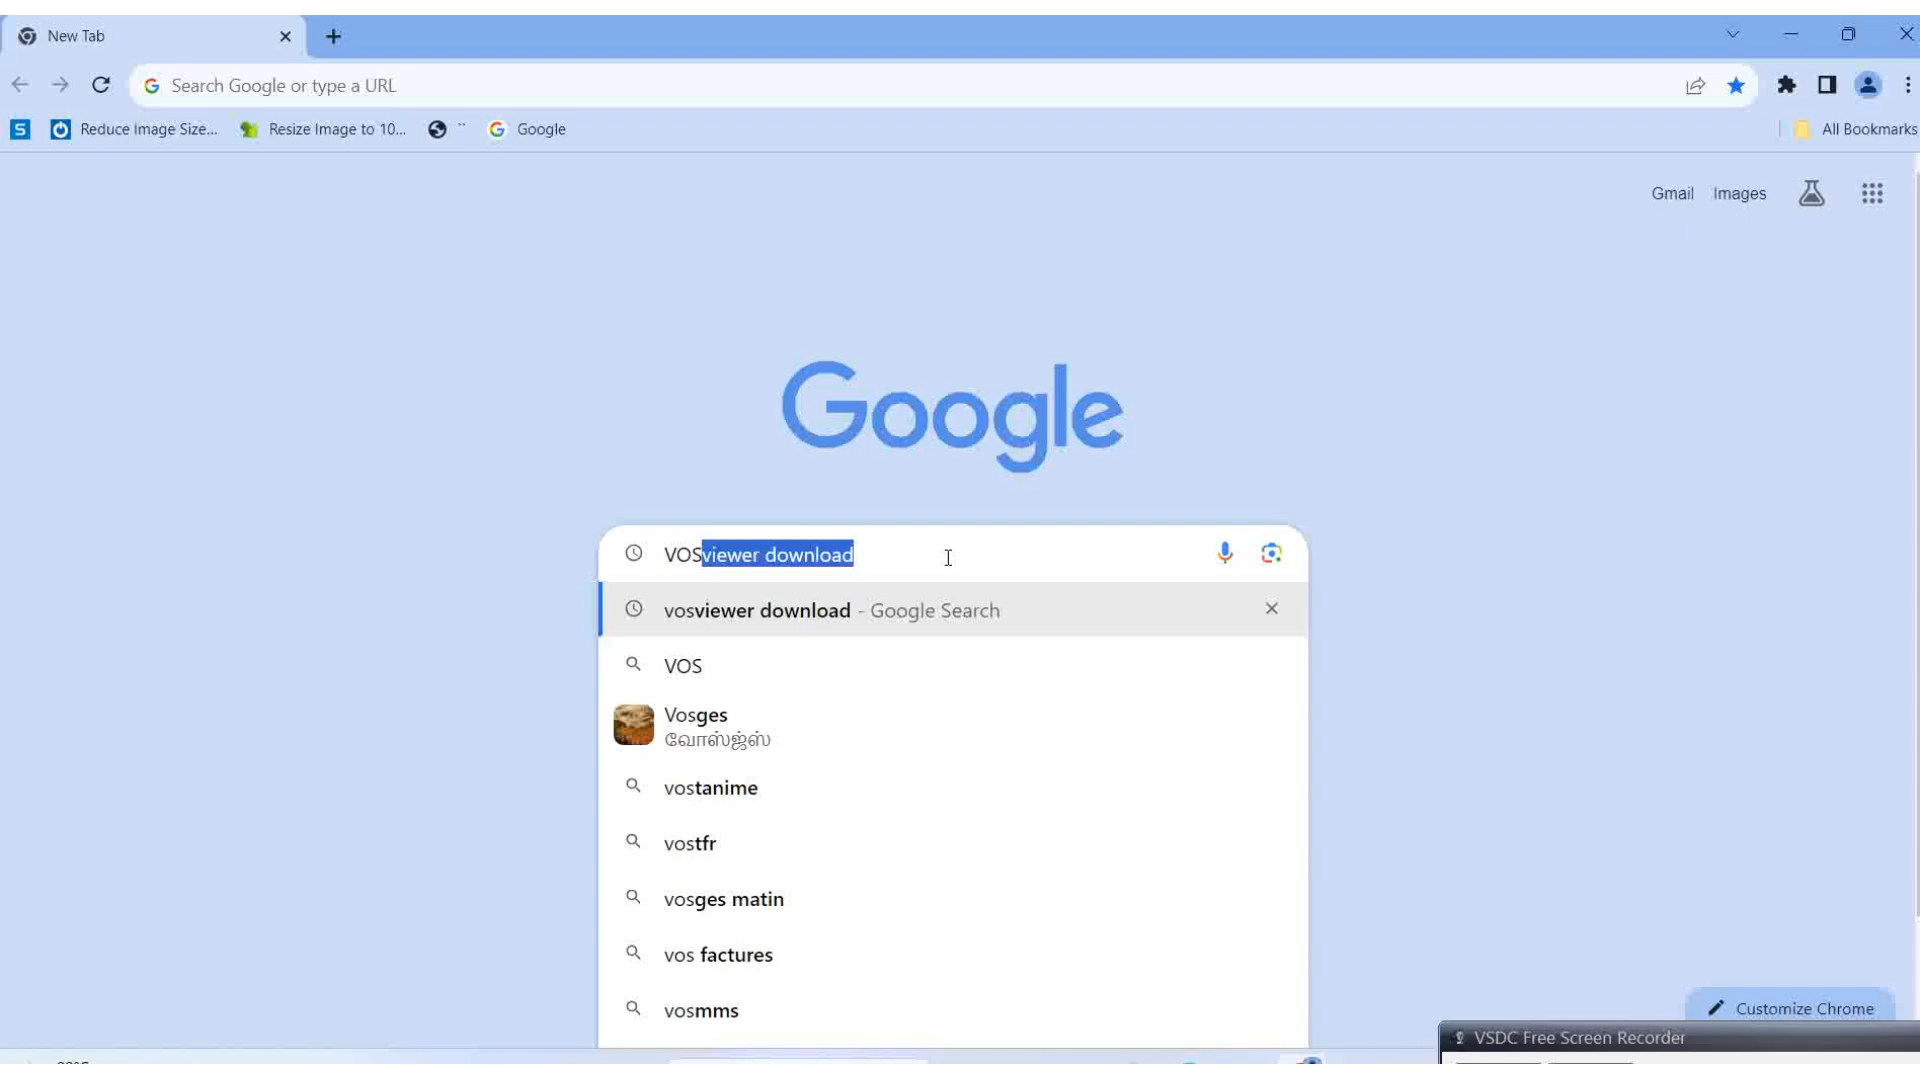 New Tab
Search Google or type a URL
Reduce Image Size...
Resize Image to 10...
Google
All Bookmarks
Gmail Images
Google
VOSviewer download
vosviewer download - Google Search
VOS
Vosges
வோஸ்ஜ்ஸ்
vostanime
vostfr
vosges matin
vos factures
vosmms
Customize Chrome
VSDC Free Screen Recorder